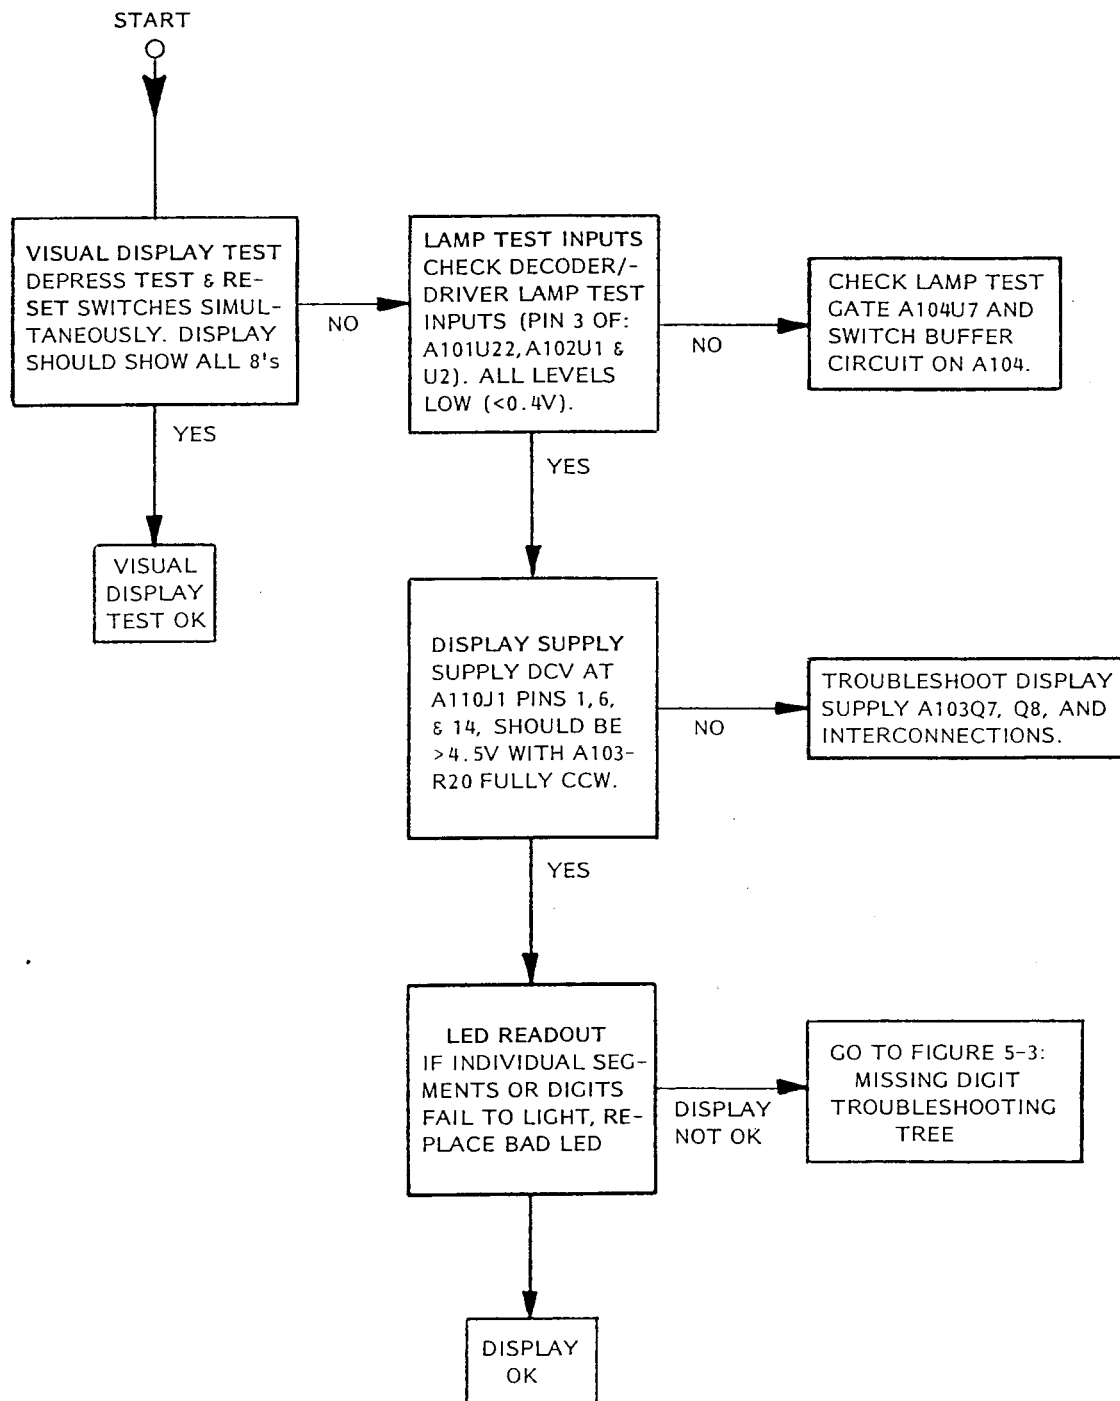 START
VISUAL DISPLAY TEST
DEPRESS TEST & RE-
SET SWITCHES SIMUL-
TANEOUSLY. DISPLAY
SHOULD SHOW ALL 8's
NO
LAMP TEST INPUTS
CHECK DECODER/-
DRIVER LAMP TEST
INPUTS (PIN 3 OF:
A101U22, A102U1 &
U2). ALL LEVELS
LOW (<0.4V).
NO
CHECK LAMP TEST
GATE A104U7 AND
SWITCH BUFFER
CIRCUIT ON A104.
YES
VISUAL
DISPLAY
TEST OK
YES
DISPLAY SUPPLY
SUPPLY DCV AT
A110J1 PINS 1, 6,
& 14, SHOULD BE
>4.5V WITH A103-
R20 FULLY CCW.
NO
TROUBLESHOOT DISPLAY
SUPPLY A103Q7, Q8, AND
INTERCONNECTIONS.
YES
LED READOUT
IF INDIVIDUAL SEG-
MENTS OR DIGITS
FAIL TO LIGHT, RE-
PLACE BAD LED
DISPLAY
NOT OK
GO TO FIGURE 5-3:
MISSING DIGIT
TROUBLESHOOTING
TREE
DISPLAY
OK